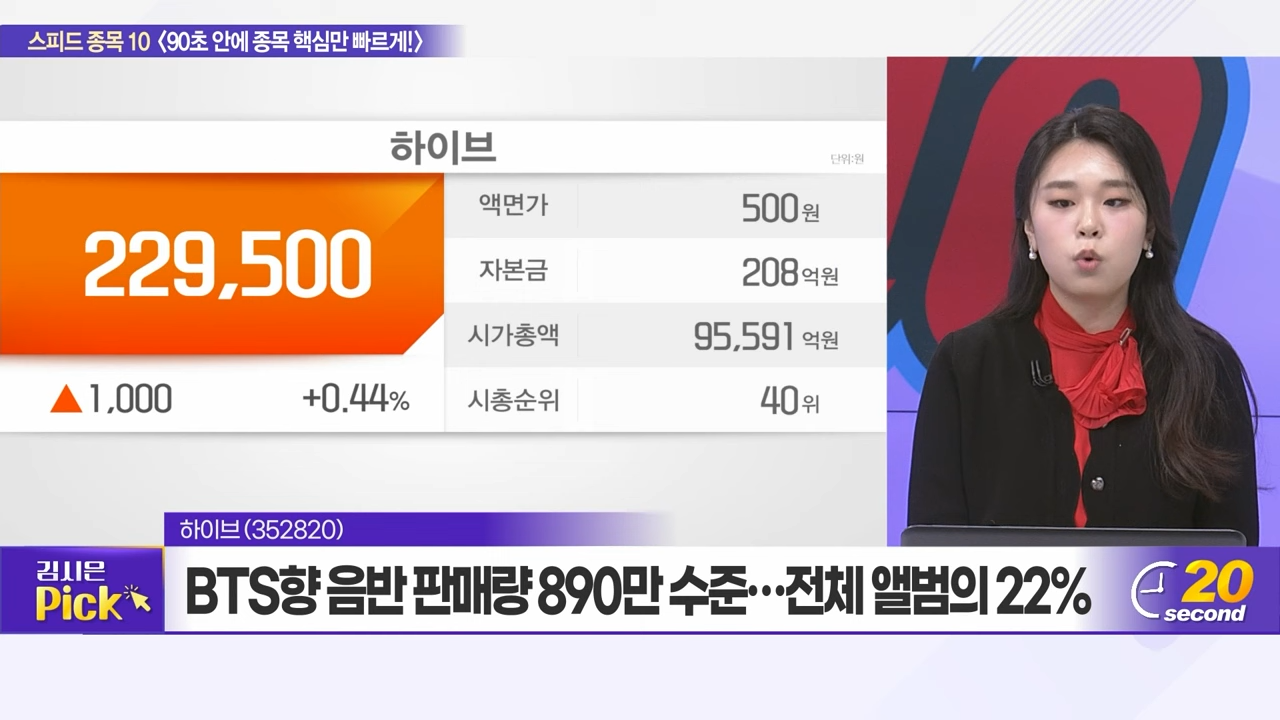 스피드 종목 10 〈90초 안에 종목 핵심만 빠르게!〉
하이브
단위:원
229,500
▲1,000 +0.44%
액면가 500원
자본금 208억원
시가총액 95,591억원
시총순위 40위
하이브(352820)
김시은
Pick
BTS향 음반 판매량 890만 수준…전체 앨범의 22%
20
second